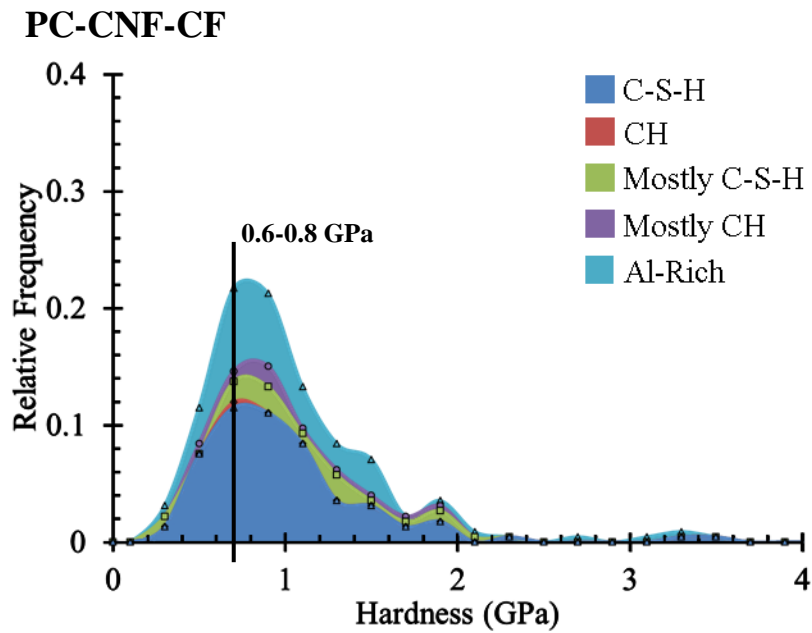 PC-CNF-CF
0.4
0.3
0.2
0.1
0
Relative Frequency
0.6-0.8 GPa
C-S-H
CH
Mostly C-S-H
Mostly CH
Al-Rich
0 1 2 3 4
Hardness (GPa)